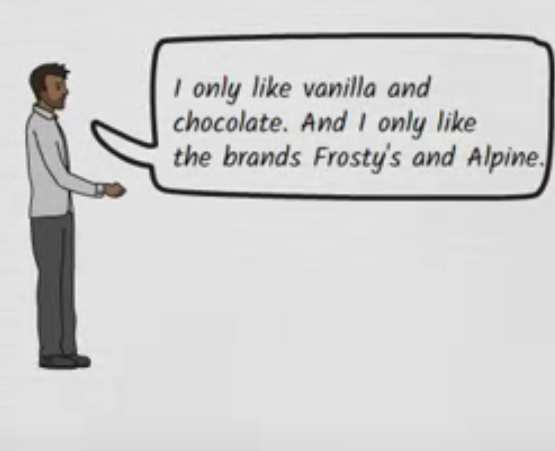 I only like vanilla and
chocolate. And I only like
the brands Frosty's and Alpine.